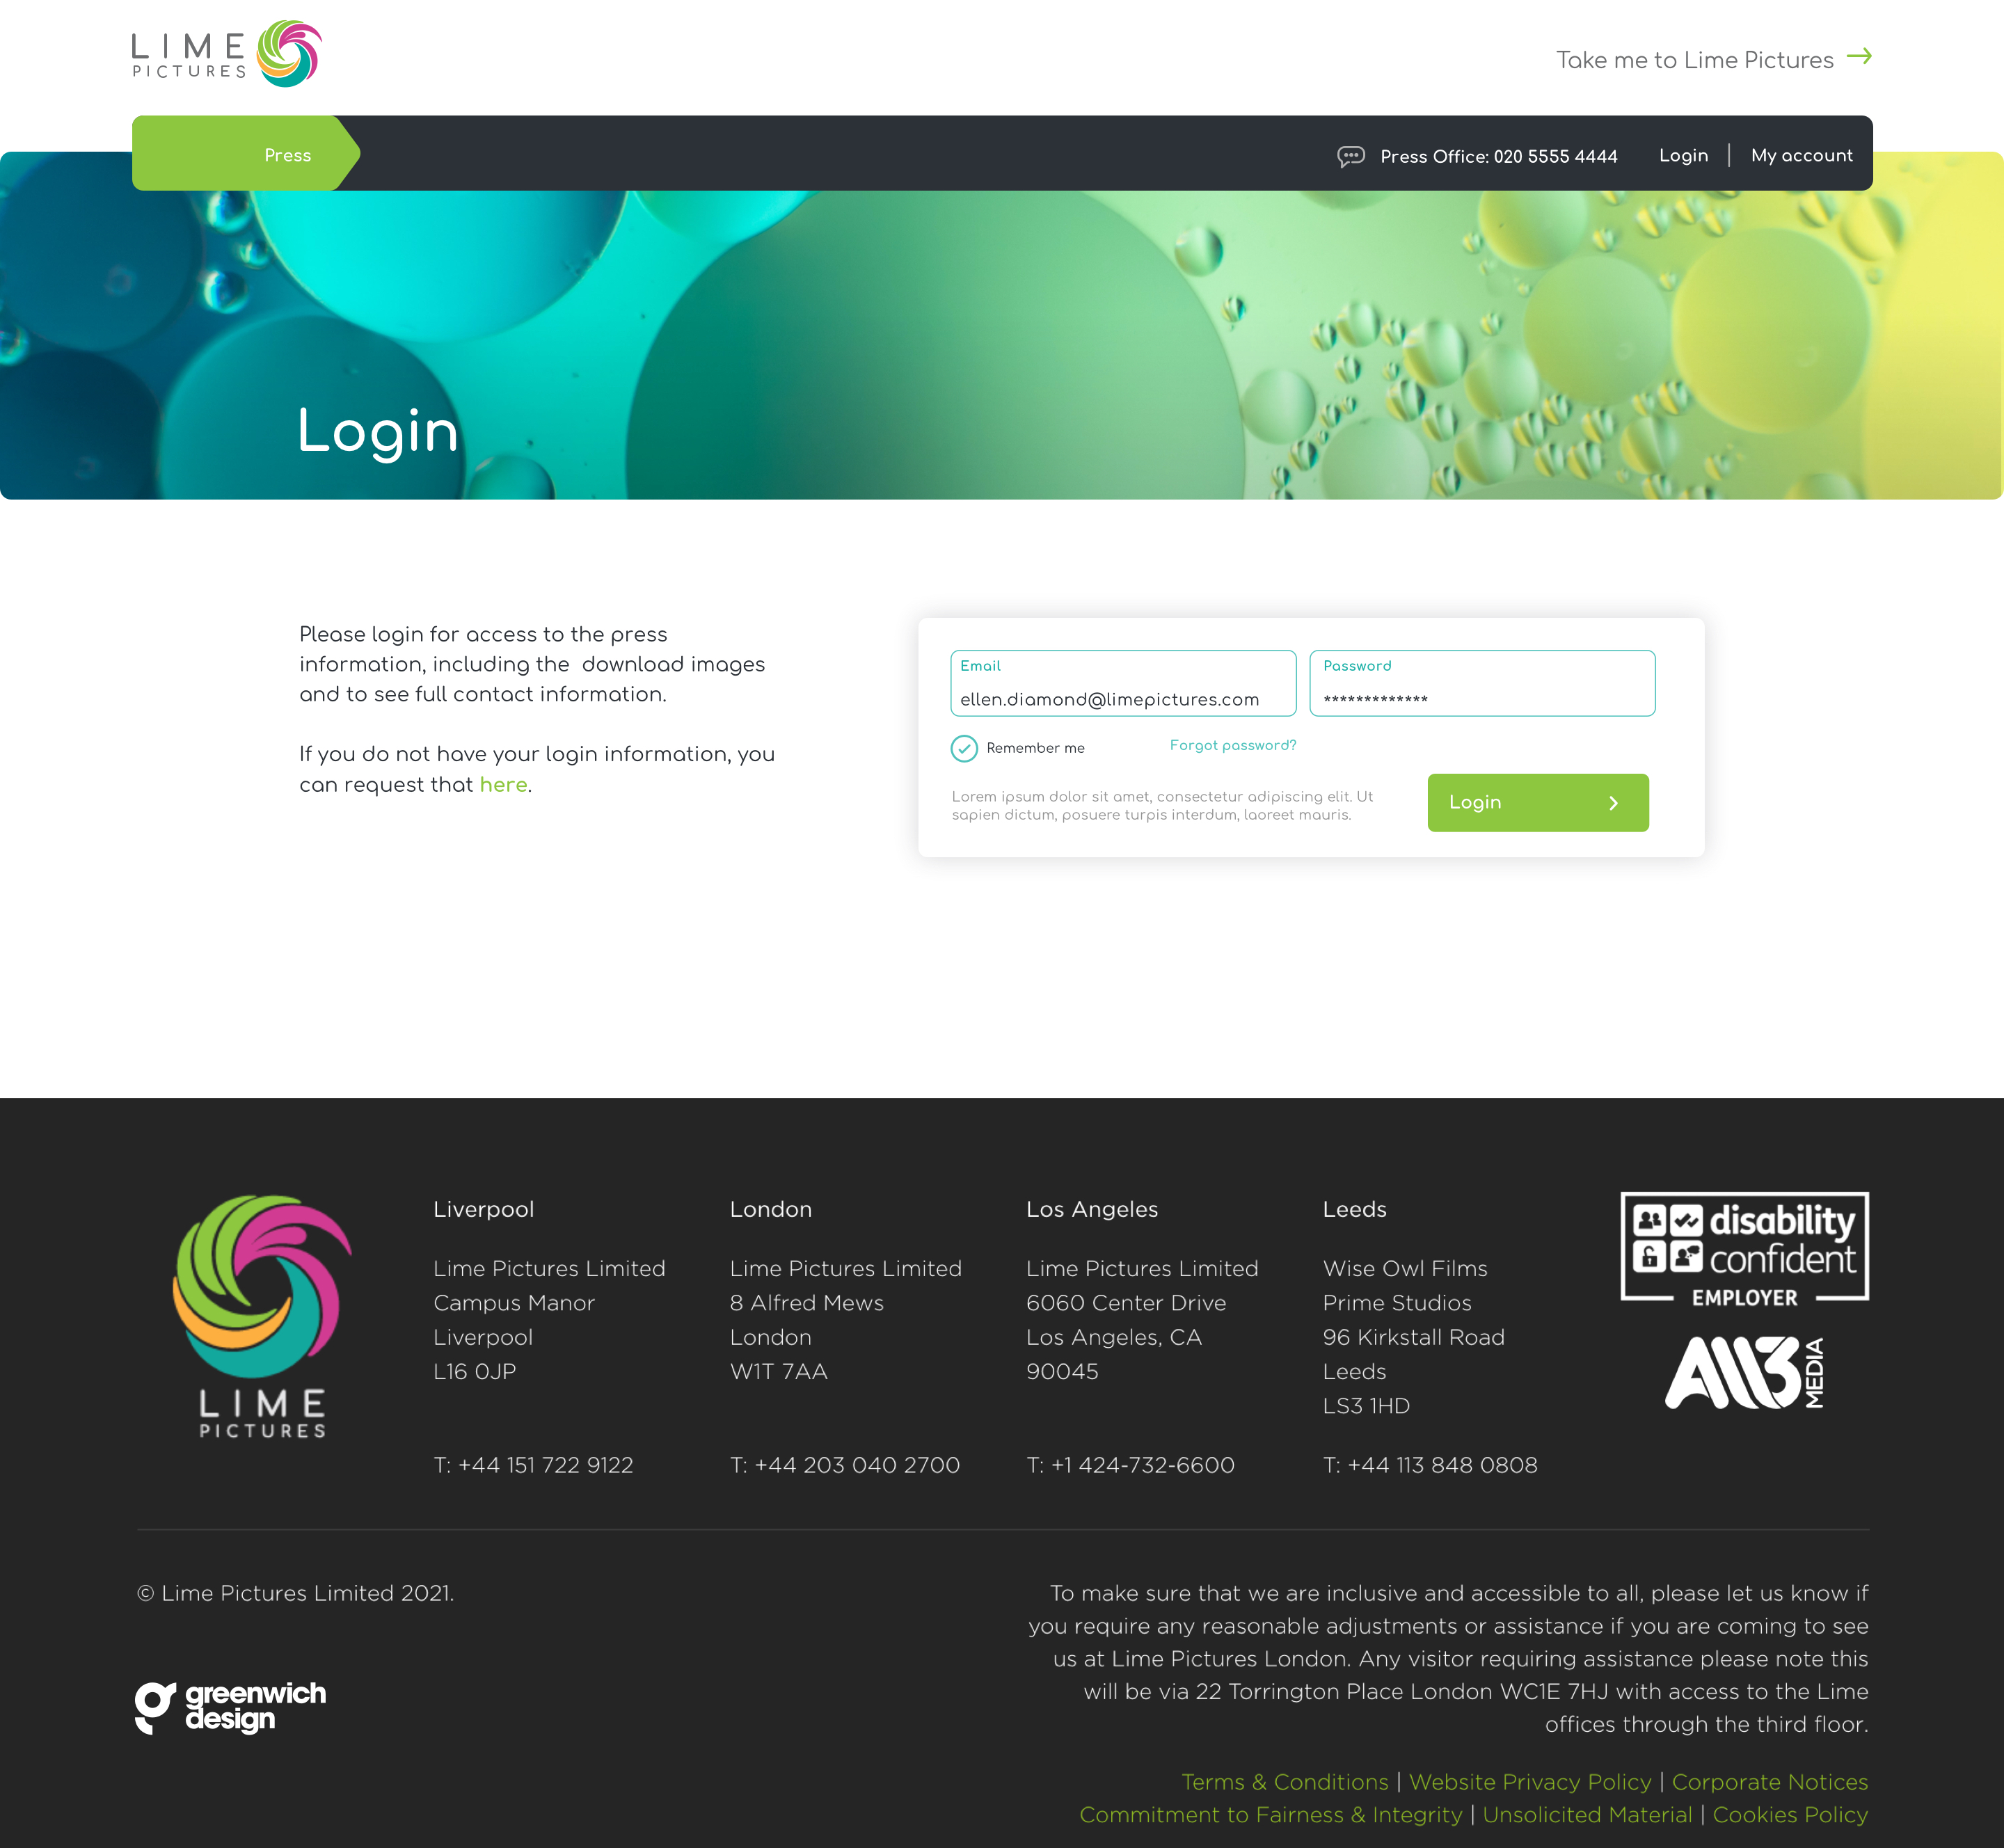 LIME
PICTURES
Take me to Lime Pictures
Press
Press Office: 020 5555 4444
Login
My account
Login
Please login for access to the press
information, including the download images
and to see full contact information.
If you do not have your login information, you
can request that here.
Email
ellen.diamond@limepictures.com
Password
*************
Remember me
Forgot password?
Lorem ipsum dolor sit amet, consectetur adipiscing elit. Ut
sapien dictum, posuere turpis interdum, laoreet mauris.
Login
LIME
PICTURES
Liverpool
Lime Pictures Limited
Campus Manor
Liverpool
L16 0JP
T: +44 151 722 9122
London
Lime Pictures Limited
8 Alfred Mews
London
W1T 7AA
T: +44 203 040 2700
Los Angeles
Lime Pictures Limited
6060 Center Drive
Los Angeles, CA
90045
T: +1 424-732-6600
Leeds
Wise Owl Films
Prime Studios
96 Kirkstall Road
Leeds
LS3 1HD
T: +44 113 848 0808
disability
confident
EMPLOYER
All3
MEDIA
© Lime Pictures Limited 2021.
greenwich
design
To make sure that we are inclusive and accessible to all, please let us know if
you require any reasonable adjustments or assistance if you are coming to see
us at Lime Pictures London. Any visitor requiring assistance please note this
will be via 22 Torrington Place London WC1E 7HJ with access to the Lime
offices through the third floor.
Terms & Conditions | Website Privacy Policy | Corporate Notices
Commitment to Fairness & Integrity | Unsolicited Material | Cookies Policy